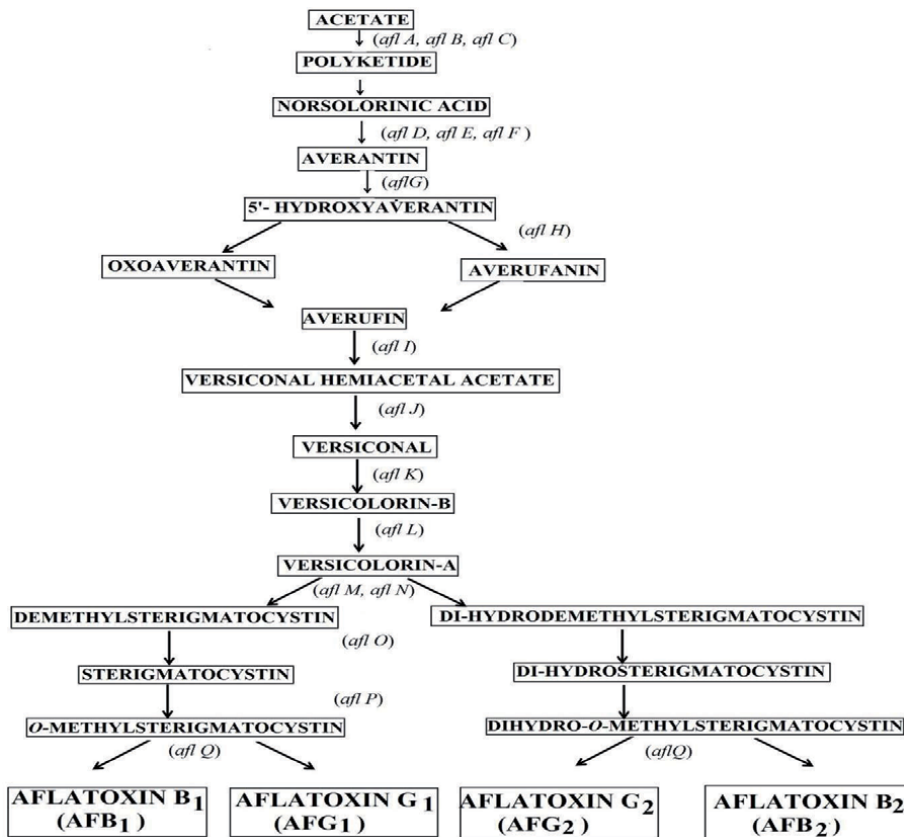 ACETATE
(afl A, afl B, afl C)
POLYKETIDE
NORSOLORINIC ACID
(afl D, afl E, afl F )
AVERANTIN
(aflG)
5'- HYDROXYAVERANTIN
(afl H)
OXOAVERANTIN
AVERUFANIN
AVERUFIN
(afl I)
VERSICONAL HEMIACETAL ACETATE
(afl J)
VERSICONAL
(afl K)
VERSICOLORIN-B
(afl L)
VERSICOLORIN-A
(afl M, afl N)
DEMETHYLSTERIGMATOCYSTIN
DI-HYDRODEMETHYLSTERIGMATOCYSTIN
(afl O)
STERIGMATOCYSTIN
DI-HYDROSTERIGMATOCYSTIN
(afl P)
O-METHYLSTERIGMATOCYSTIN
DIHYDRO-O-METHYLSTERIGMATOCYSTIN
(afl Q)
(aflQ)
AFLATOXIN B1
(AFB1 )
AFLATOXIN G1
(AFG1)
AFLATOXIN G2
(AFG2)
AFLATOXIN B2
(AFB2·)